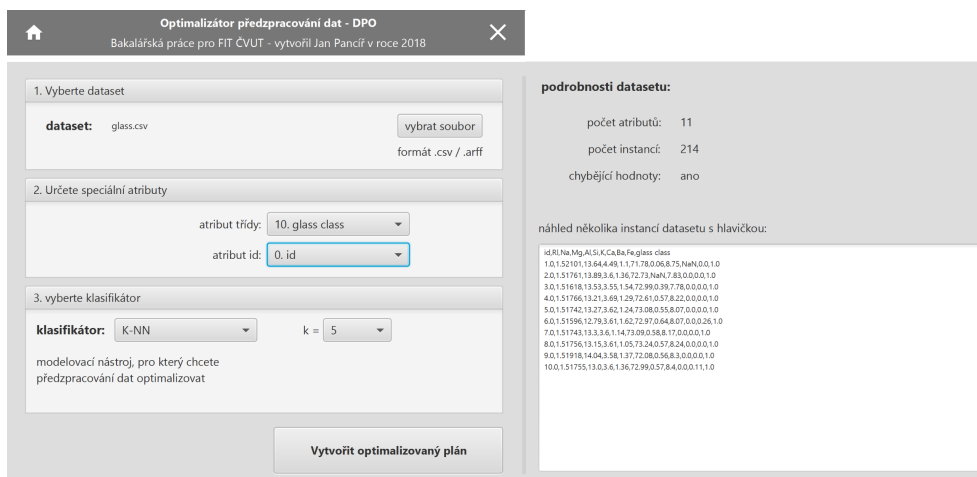 Optimalizátor předzpracování dat - DPO
Bakalářská práce pro FIT ČVUT - vytvořil Jan Pancíř v roce 2018
1. Vyberte dataset
dataset: glass.csv vybrat soubor
formát .csv / .arff
2. Určete speciální atributy
atribut třídy: 10. glass class
atribut id: 0. id
3. vyberte klasifikátor
klasifikátor: K-NN k = 5
modelovací nástroj, pro který chcete
předzpracování dat optimalizovat
Vytvořit optimalizovaný plán
podrobnosti datasetu:
počet atributů: 11
počet instancí: 214
chybějící hodnoty: ano
náhled několika instancí datasetu s hlavičkou:
id,RI,Na,Mg,Al,Si,K,Ca,Ba,Fe,glass class
1.0,1.52101,13.64,4.49,1.1,71.78,0.06,8.75,NaN,0.0,1.0
2.0,1.51761,13.89,3.6,1.36,72.73,NaN,7.83,0.0,0.0,1.0
3.0,1.51618,13.53,3.55,1.54,72.99,0.39,7.78,0.0,0.0,1.0
4.0,1.51766,13.21,3.69,1.29,72.61,0.57,8.22,0.0,0.0,1.0
5.0,1.51742,13.27,3.62,1.24,73.08,0.55,8.07,0.0,0.0,1.0
6.0,1.51596,12.79,3.61,1.62,72.97,0.64,8.07,0.0,0.26,1.0
7.0,1.51743,13.3,3.6,1.14,73.09,0.58,8.17,0.0,0.0,1.0
8.0,1.51756,13.15,3.61,1.05,73.24,0.57,8.24,0.0,0.0,1.0
9.0,1.51918,14.04,3.58,1.37,72.08,0.56,8.3,0.0,0.0,1.0
10.0,1.51755,13.0,3.6,1.36,72.99,0.57,8.4,0.0,0.11,1.0